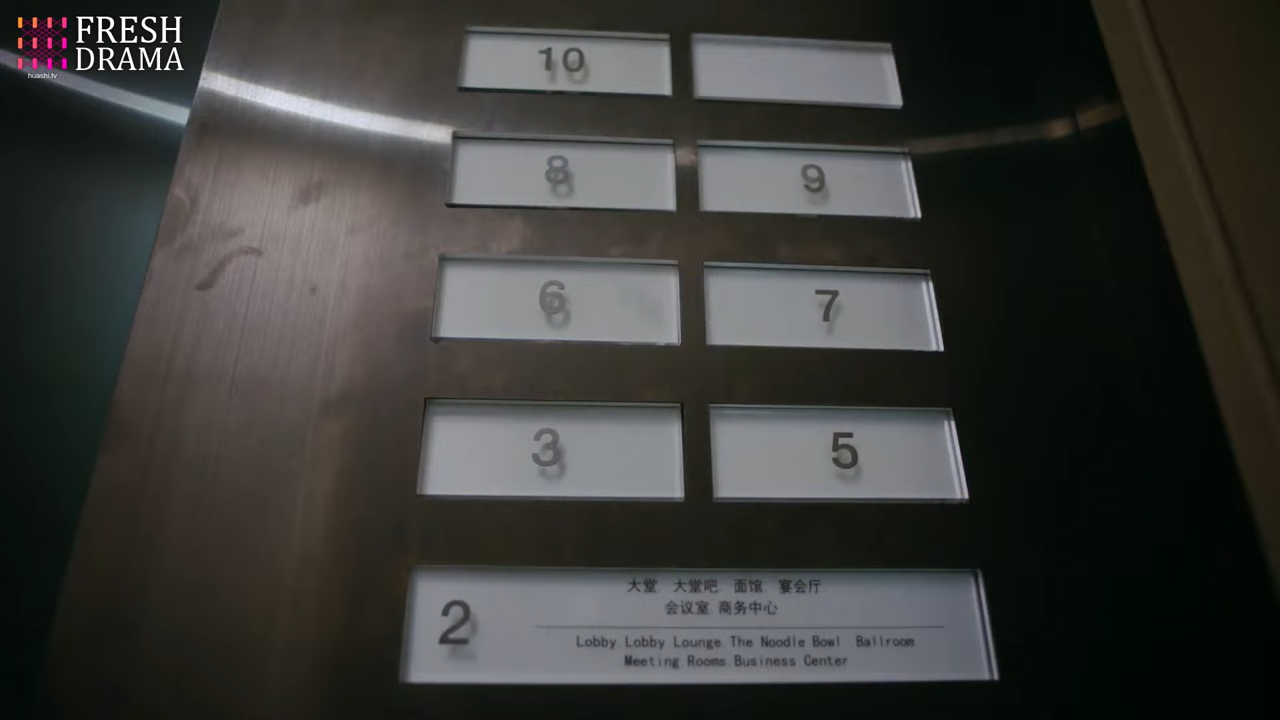 FRESH
DRAMA
huashi.tv
10
8
9
6
7
3
5
2
大堂 大堂吧 面馆 宴会厅
会议室 商务中心
Lobby Lobby Lounge The Noodle Bowl Ballroom
Meeting Rooms Business Center